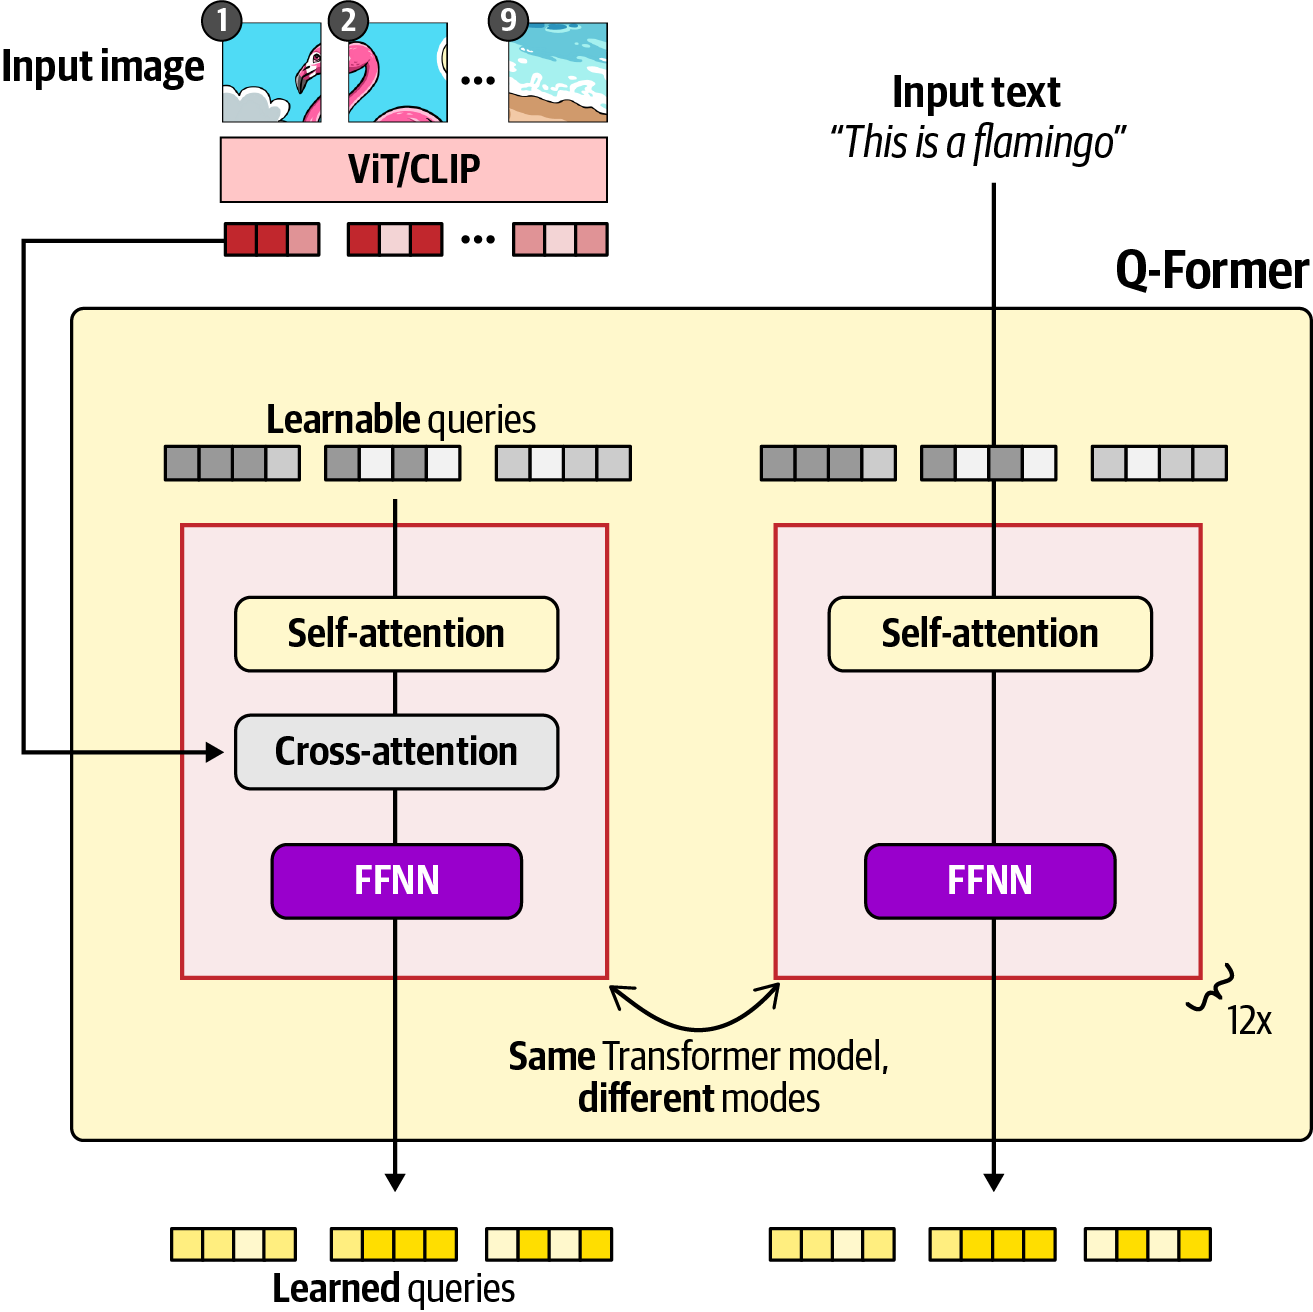 1
2
9
Input image
ViT/CLIP
Input text
“This is a flamingo”
Q-Former
Learnable queries
Self-attention
Cross-attention
FFNN
Self-attention
FFNN
12x
Same Transformer model,
different modes
Learned queries